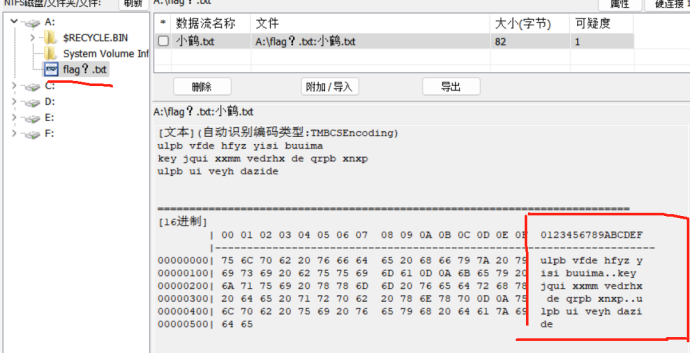 NTFS磁盘/文件夹/文件: 刷新
A:
$RECYCLE.BIN
System Volume Inf
flag?.txt
C:
D:
E:
F:
A:\flag?.txt
属性 硬连接
* 数据流名称 文件 大小(字节) 可疑度
小鹤.txt A:\flag?.txt:小鹤.txt 82 1
删除 附加/导入 导出
A:\flag?.txt:小鹤.txt
[文本](自动识别编码类型:TMBCSEncoding)
ulpb vfde hfyz yisi buuima
key jqui xxmm vedrhx de qrpb xnxp
ulpb ui veyh dazide
================================================================
[16进制]
| 00 01 02 03 04 05 06 07 08 09 0A 0B 0C 0D 0E 0F 0123456789ABCDEF
00000000| 75 6C 70 62 20 76 66 64 65 20 68 66 79 7A 20 79 ulpb vfde hfyz y
00000100| 69 73 69 20 62 75 75 69 6D 61 0D 0A 6B 65 79 20 isi buuima..key
00000200| 6A 71 75 69 20 78 78 6D 6D 20 76 65 64 72 68 78 jqui xxmm vedrhx
00000300| 20 64 65 20 71 72 70 62 20 78 6E 78 70 0D 0A 75 de qrpb xnxp..u
00000400| 6C 70 62 20 75 69 20 76 65 79 68 20 64 61 7A 69 lpb ui veyh dazi
00000500| 64 65 de